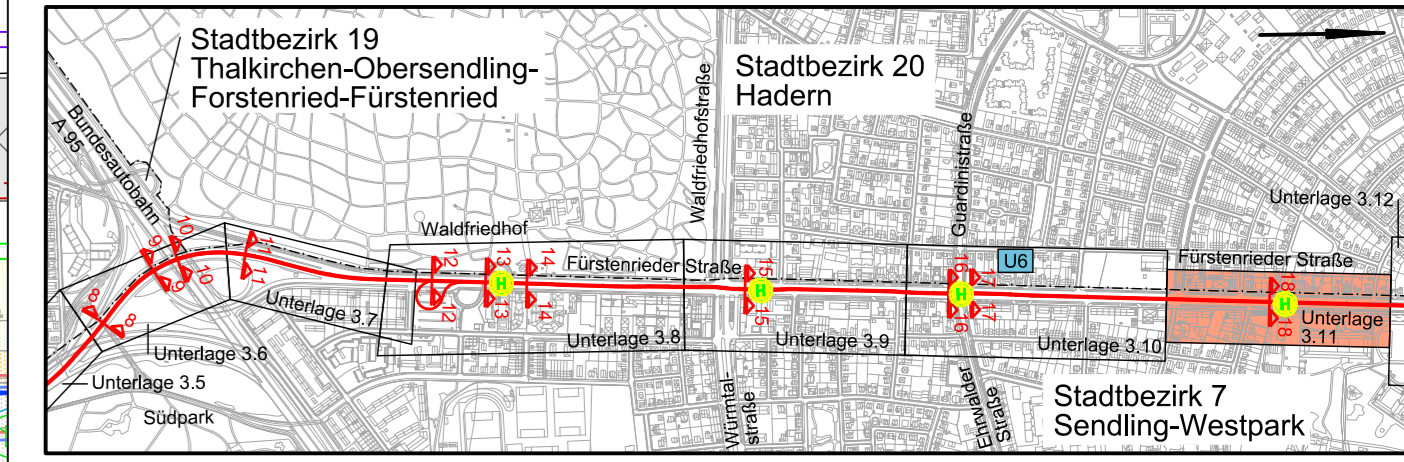 Stadtbezirk 19
Thalkirchen-Obersendling-
Forstenried-Fürstenried
Stadtbezirk 20
Hadern
Bundesautobahn
A 95
Waldfriedhofstraße
Guardinistraße
Unterlage 3.12
Waldfriedhof
Fürstenrieder Straße
U6
Fürstenrieder Straße
8
8
9
9
10
10
11
11
12
12
13
13
14
14
15
15
16
16
17
17
18
18
H
H
H
H
Unterlage 3.7
Unterlage 3.8
Unterlage 3.9
Unterlage 3.10
Unterlage
3.11
Unterlage 3.6
Unterlage 3.5
Südpark
Würmtal-
straße
Ehrwalder
Straße
Stadtbezirk 7
Sendling-Westpark